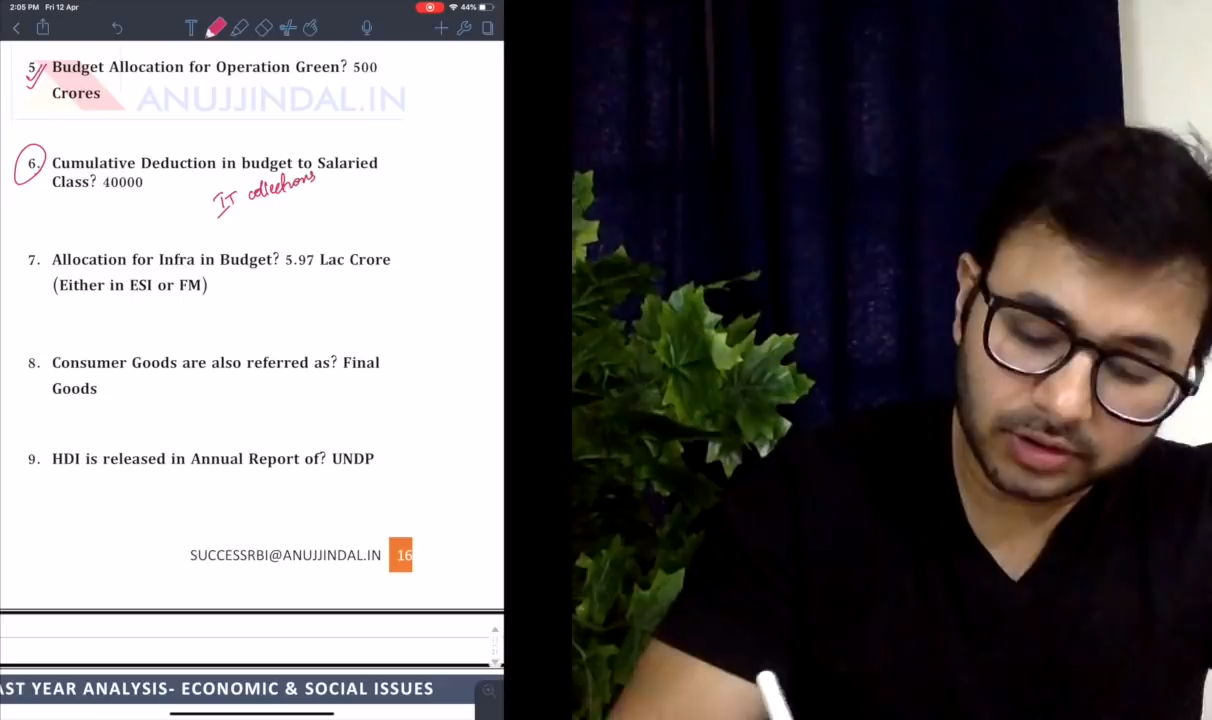 2:05 PM Fri 12 Apr
44%
T
5. Budget Allocation for Operation Green? 500
Crores
ANUJJINDAL.IN
6. Cumulative Deduction in budget to Salaried
Class? 40000
IT collections
7. Allocation for Infra in Budget? 5.97 Lac Crore
(Either in ESI or FM)
8. Consumer Goods are also referred as? Final
Goods
9. HDI is released in Annual Report of? UNDP
SUCCESSRBI@ANUJJINDAL.IN 16
AST YEAR ANALYSIS- ECONOMIC & SOCIAL ISSUES